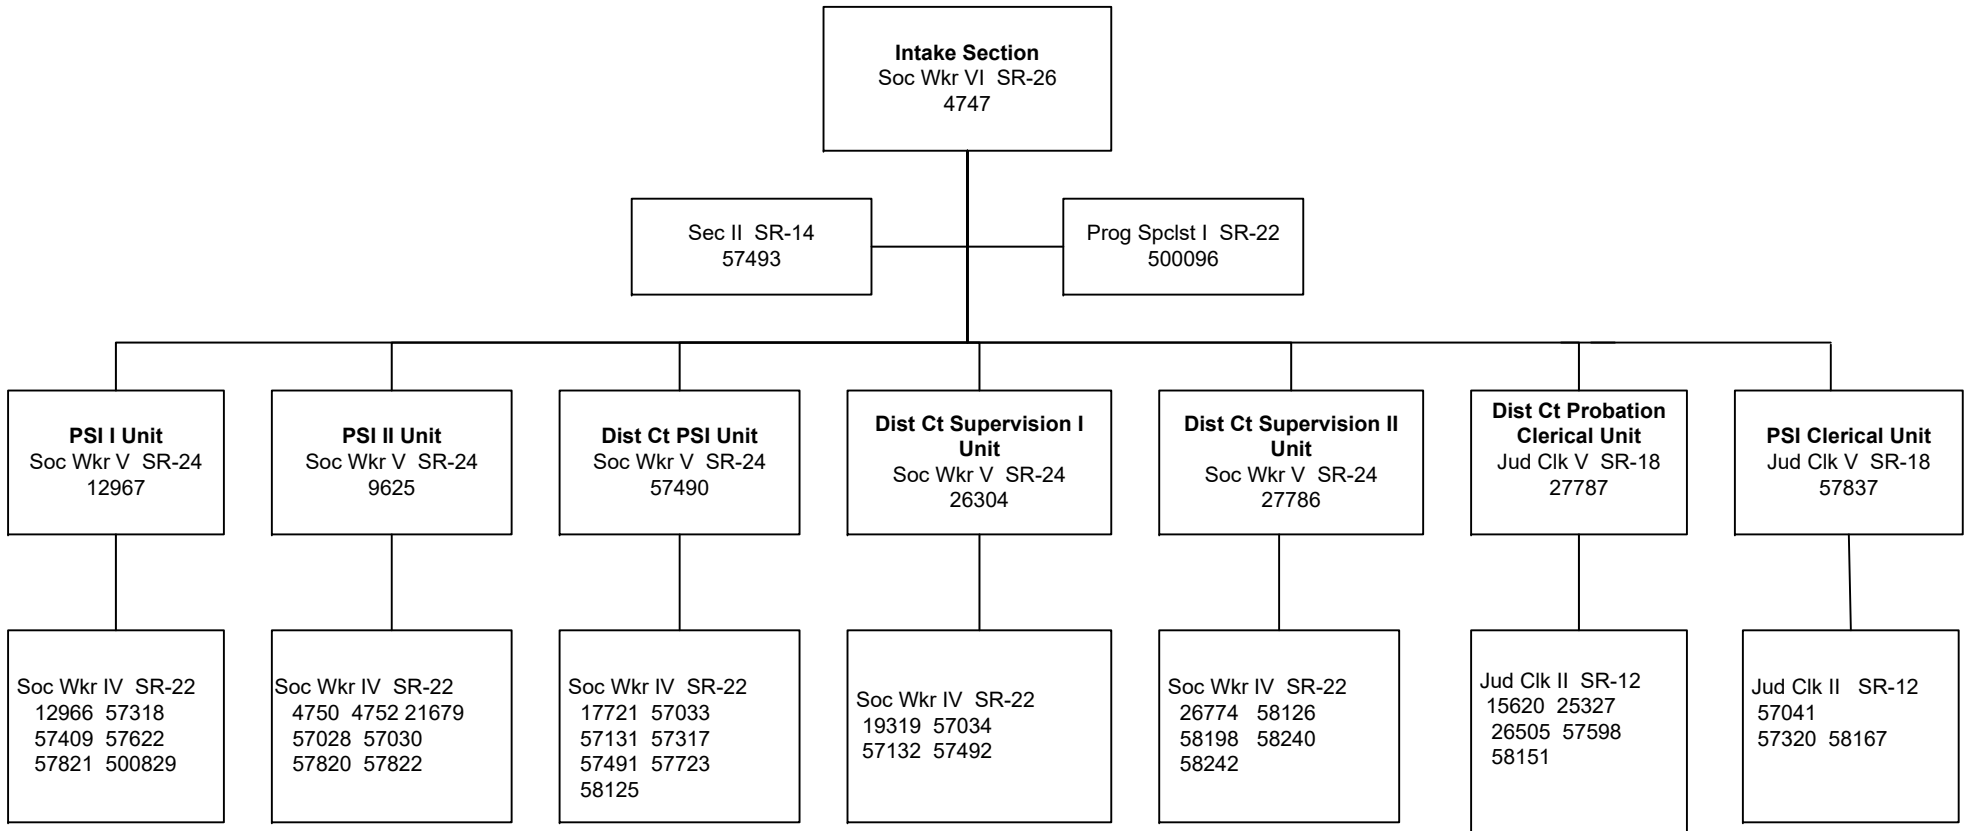 Intake Section
Soc Wkr VI SR-26
4747
Sec II SR-14
57493
Prog Spclst I SR-22
500096
PSI I Unit
Soc Wkr V SR-24
12967
PSI II Unit
Soc Wkr V SR-24
9625
Dist Ct PSI Unit
Soc Wkr V SR-24
57490
Dist Ct Supervision I
Unit
Soc Wkr V SR-24
26304
Dist Ct Supervision II
Unit
Soc Wkr V SR-24
27786
Dist Ct Probation
Clerical Unit
Jud Clk V SR-18
27787
PSI Clerical Unit
Jud Clk V SR-18
57837
Soc Wkr IV SR-22
12966 57318
57409 57622
57821 500829
Soc Wkr IV SR-22
4750 4752 21679
57028 57030
57820 57822
Soc Wkr IV SR-22
17721 57033
57131 57317
57491 57723
58125
Soc Wkr IV SR-22
19319 57034
57132 57492
Soc Wkr IV SR-22
26774 58126
58198 58240
58242
Jud Clk II SR-12
15620 25327
26505 57598
58151
Jud Clk II SR-12
57041
57320 58167